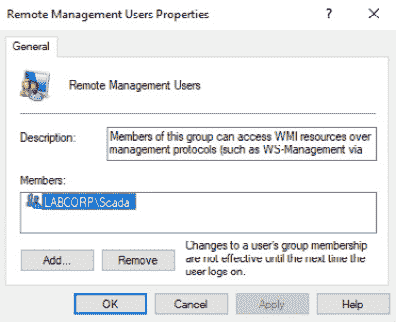 Remote Management Users Properties
?
General
Remote Management Users
Description:
Members of this group can access WMI resources over
management protocols (such as WS-Management via
Members:
LABCORP\Scada
Add...
Remove
Changes to a user's group membership
are not effective until the next time the
user logs on.
OK
Cancel
Apply
Help